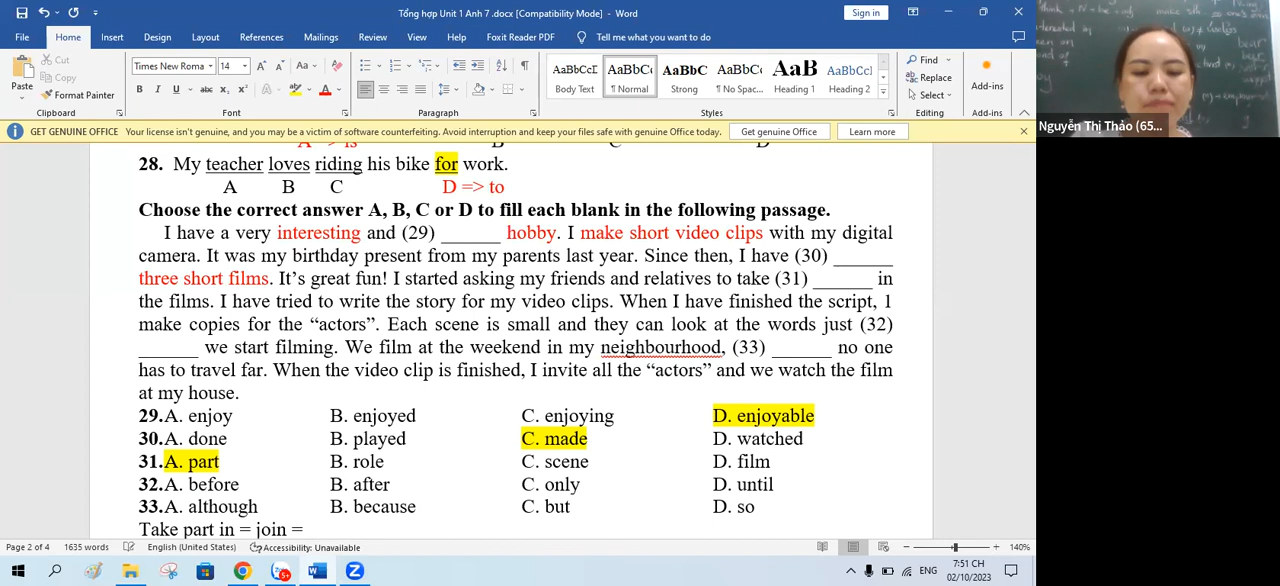 Tổng hợp Unit 1 Anh 7 .docx [Compatibility Mode] - Word
Sign in
File Home Insert Design Layout References Mailings Review View Help Foxit Reader PDF Tell me what you want to do
Cut
Copy
Format Painter
Paste
Clipboard
Times New Roma 14
Font
Paragraph
AaBbCcD AaBbC AaBbC AaBbC AaB AaBbCc
Body Text ¶ Normal Strong ¶ No Spac... Heading 1 Heading 2
Styles
Find
Replace
Select
Editing
Add-ins
Add-ins
GET GENUINE OFFICE Your license isn't genuine, and you may be a victim of software counterfeiting. Avoid interruption and keep your files safe with genuine Office today. Get genuine Office Learn more
28. My teacher loves riding his bike for work.
A B C D => to
Choose the correct answer A, B, C or D to fill each blank in the following passage.
I have a very interesting and (29) ______ hobby. I make short video clips with my digital
camera. It was my birthday present from my parents last year. Since then, I have (30) ______
three short films. It's great fun! I started asking my friends and relatives to take (31) ______ in
the films. I have tried to write the story for my video clips. When I have finished the script, 1
make copies for the “actors”. Each scene is small and they can look at the words just (32)
______ we start filming. We film at the weekend in my neighbourhood, (33) ______ no one
has to travel far. When the video clip is finished, I invite all the “actors” and we watch the film
at my house.
29.A. enjoy B. enjoyed C. enjoying D. enjoyable
30.A. done B. played C. made D. watched
31.A. part B. role C. scene D. film
32.A. before B. after C. only D. until
33.A. although B. because C. but D. so
Take part in = join =
Page 2 of 4 1635 words English (United States) Accessibility: Unavailable 140%
ENG 7:51 CH
02/10/2023
Nguyễn Thị Thảo (65...